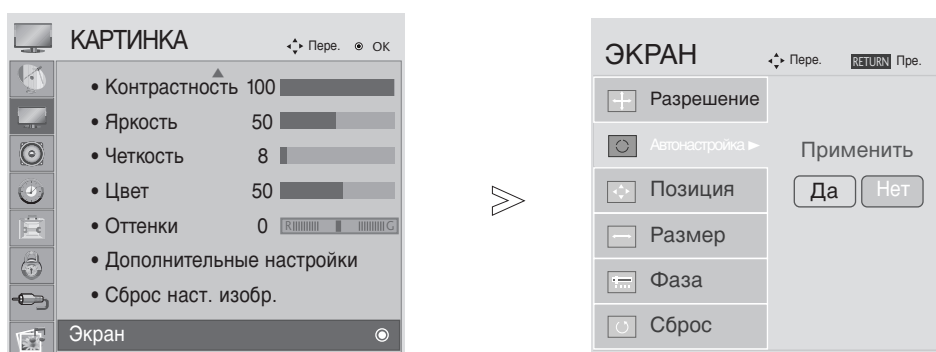 КАРТИНКА
Пере. OK
• Контрастность 100
• Яркость 50
• Четкость 8
• Цвет 50
• Оттенки 0 R G
• Дополнительные настройки
• Сброс наст. изобр.
Экран
ЭКРАН
Пере. RETURN Пре.
Разрешение
Автонастройка ►
Позиция
Размер
Фаза
Сброс
Применить
Да Нет